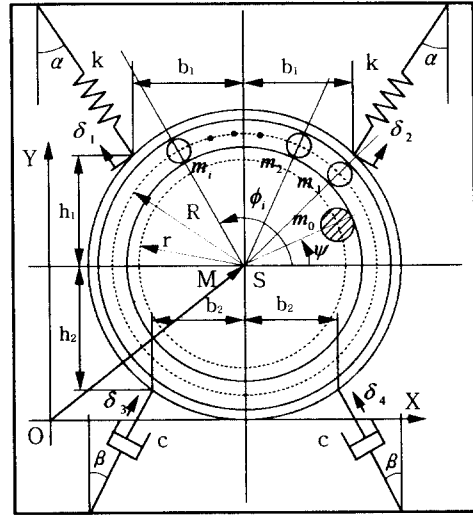 α k b₁ b₁ k α
δ₁ δ₂
Y mᵢ m₂ m₁
h₁ R ϕᵢ m₀
r ψ
M S
h₂ b₂ b₂
δ₃ δ₄
O X
β c c β